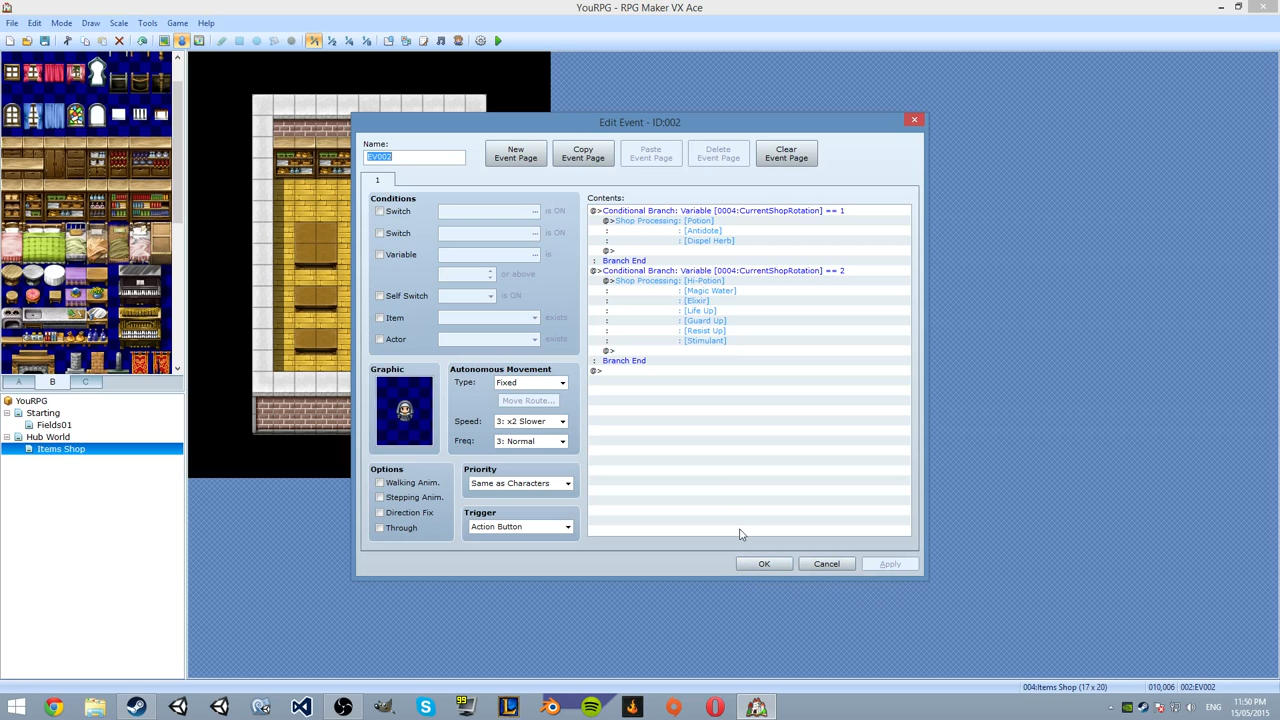 YouRPG - RPG Maker VX Ace
File Edit Mode Draw Scale Tools Game Help
Edit Event - ID:002
Name:
EV002
New Event Page
Copy Event Page
Paste Event Page
Delete Event Page
Clear Event Page
1
Conditions
Switch ... is ON
Switch ... is ON
Variable ... is
or above
Self Switch is ON
Item exists
Actor exists
Graphic
Autonomous Movement
Type: Fixed
Move Route...
Speed: 3: x2 Slower
Freq: 3: Normal
Options
Walking Anim.
Stepping Anim.
Direction Fix
Through
Priority
Same as Characters
Trigger
Action Button
Contents:
@>Conditional Branch: Variable [0004:CurrentShopRotation] == 1
@>Shop Processing: [Potion]
: : [Antidote]
: : [Dispel Herb]
@>
: Branch End
@>Conditional Branch: Variable [0004:CurrentShopRotation] == 2
@>Shop Processing: [Hi-Potion]
: : [Magic Water]
: : [Elixir]
: : [Life Up]
: : [Guard Up]
: : [Resist Up]
: : [Stimulant]
@>
: Branch End
@>
OK Cancel Apply
A B C
YouRPG
Starting
Fields01
Hub World
Items Shop
004:Items Shop (17 x 20) 010,006 002:EV002
ENG
11:50 PM
15/05/2015